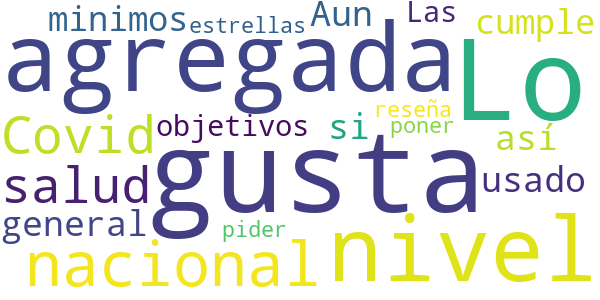 minimos estrellas Aun Las cumple
agregada Lo
Covid objetivos si reseña poner así
salud gusta usado
general pider
nacional nivel